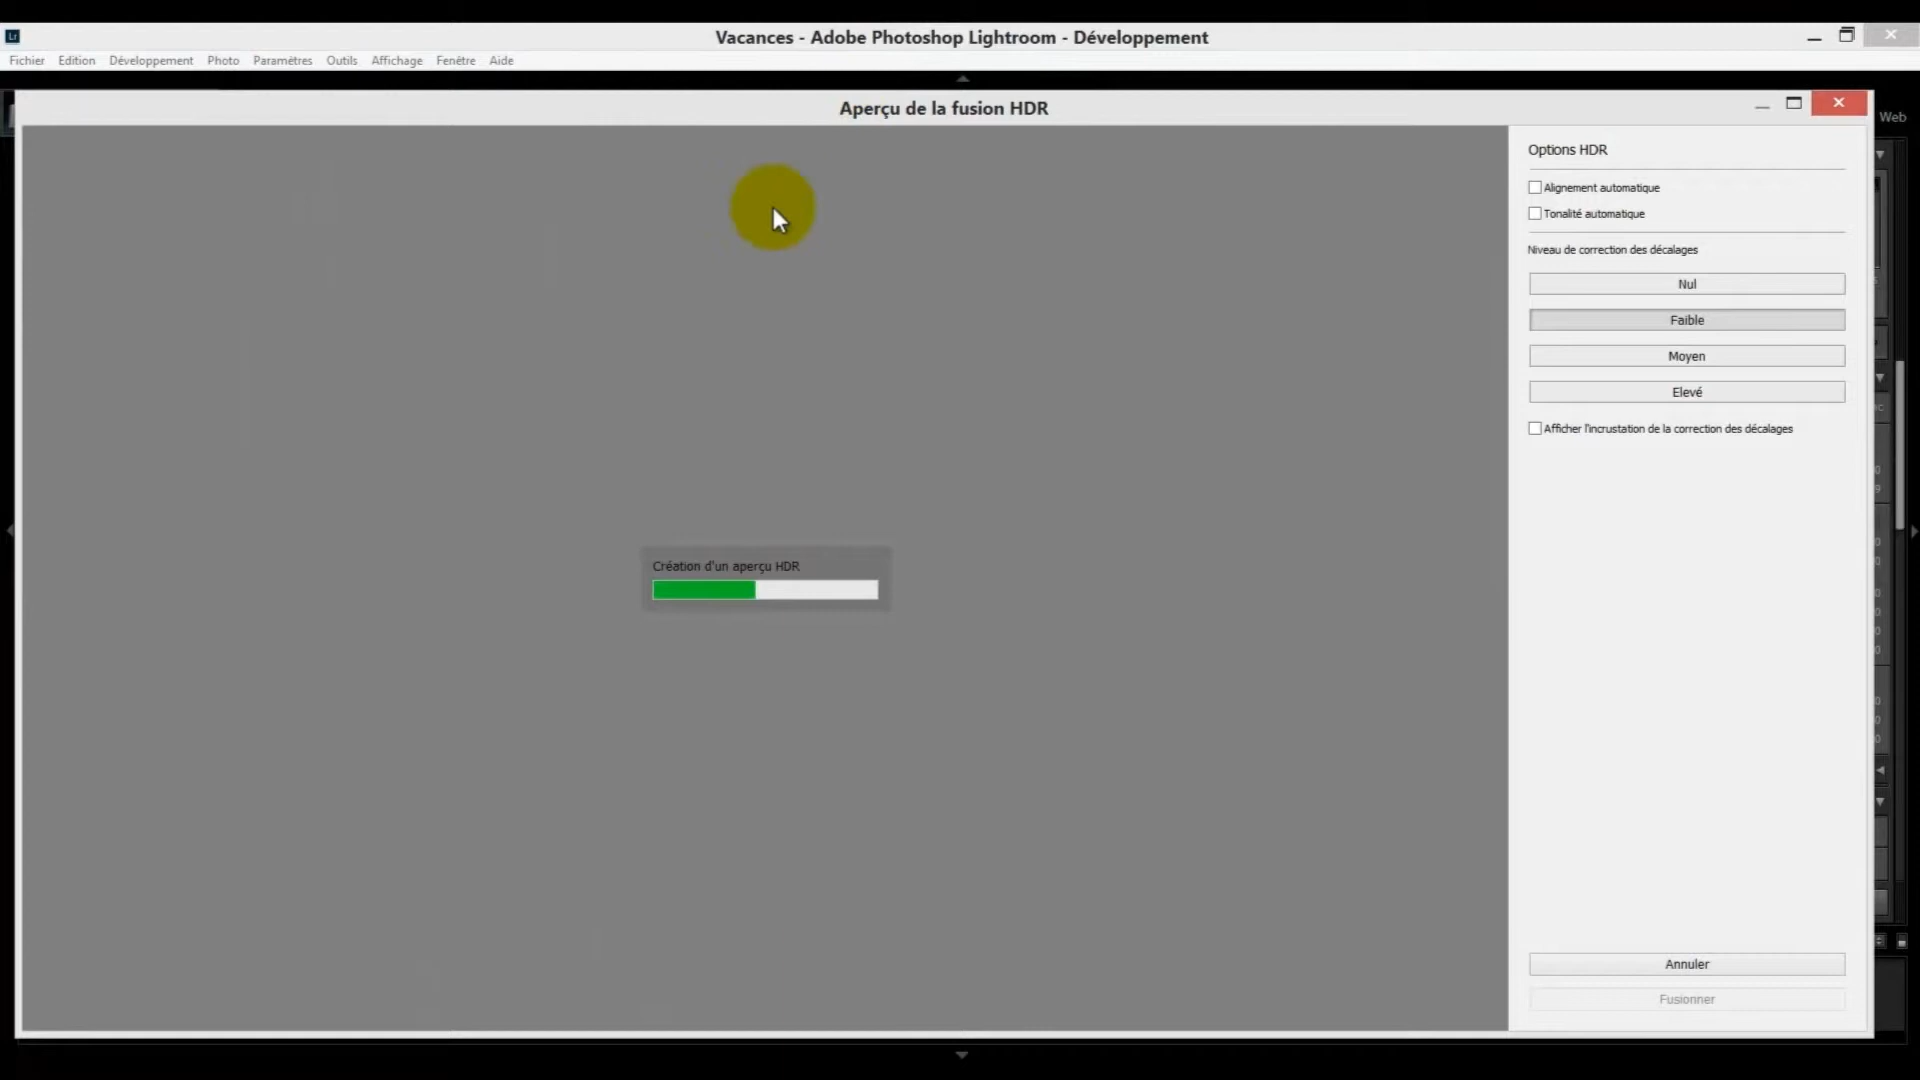 Lr
Vacances - Adobe Photoshop Lightroom - Développement
Fichier Edition Développement Photo Paramètres Outils Affichage Fenêtre Aide
Aperçu de la fusion HDR
Web
Options HDR
Alignement automatique
Tonalité automatique
Niveau de correction des décalages
Nul
Faible
Moyen
Elevé
Afficher l'incrustation de la correction des décalages
Création d'un aperçu HDR
Annuler
Fusionner